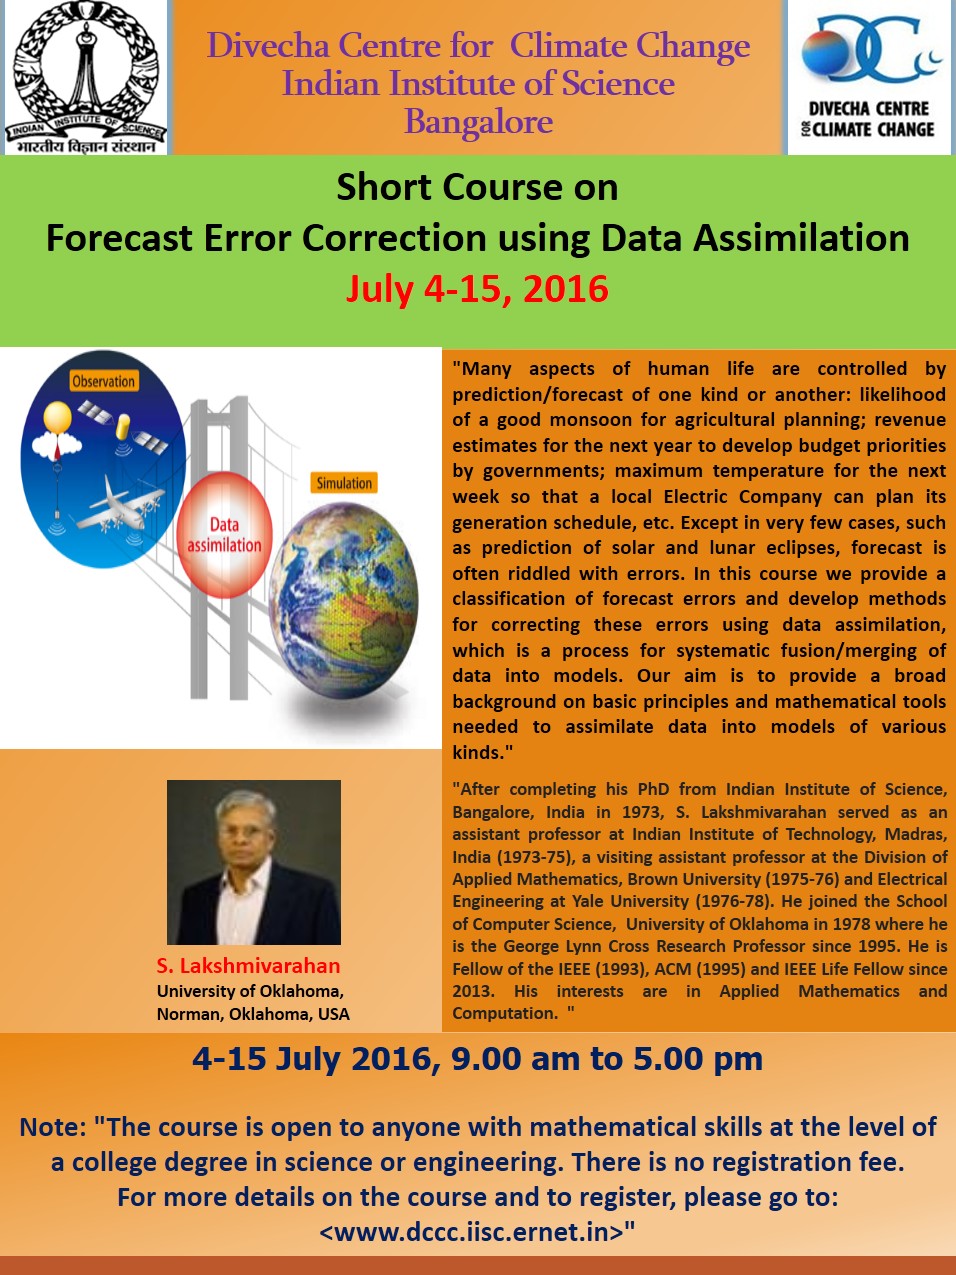 INDIAN INSTITUTE OF SCIENCE
भारतीय विज्ञान संस्थान
Divecha Centre for  Climate Change
Indian Institute of Science
Bangalore
DIVECHA CENTRE
FOR CLIMATE CHANGE
Short Course on
Forecast Error Correction using Data Assimilation
July 4-15, 2016
Observation
Data
assimilation
Simulation
"Many aspects of human life are controlled by
prediction/forecast of one kind or another: likelihood
of a good monsoon for agricultural planning; revenue
estimates for the next year to develop budget priorities
by governments; maximum temperature for the next
week so that a local Electric Company can plan its
generation schedule, etc. Except in very few cases, such
as prediction of solar and lunar eclipses, forecast is
often riddled with errors. In this course we provide a
classification of forecast errors and develop methods
for correcting these errors using data assimilation,
which is a process for systematic fusion/merging of
data into models. Our aim is to provide a broad
background on basic principles and mathematical tools
needed to assimilate data into models of various
kinds."
S. Lakshmivarahan
University of Oklahoma,
Norman, Oklahoma, USA
"After completing his PhD from Indian Institute of Science,
Bangalore, India in 1973, S. Lakshmivarahan served as an
assistant professor at Indian Institute of Technology, Madras,
India (1973-75), a visiting assistant professor at the Division of
Applied Mathematics, Brown University (1975-76) and Electrical
Engineering at Yale University (1976-78). He joined the School
of Computer Science,  University of Oklahoma in 1978 where he
is the George Lynn Cross Research Professor since 1995. He is
Fellow of the IEEE (1993), ACM (1995) and IEEE Life Fellow since
2013. His interests are in Applied Mathematics and
Computation.  "
4-15 July 2016, 9.00 am to 5.00 pm
Note: "The course is open to anyone with mathematical skills at the level of
a college degree in science or engineering. There is no registration fee.
For more details on the course and to register, please go to:
<www.dccc.iisc.ernet.in>"